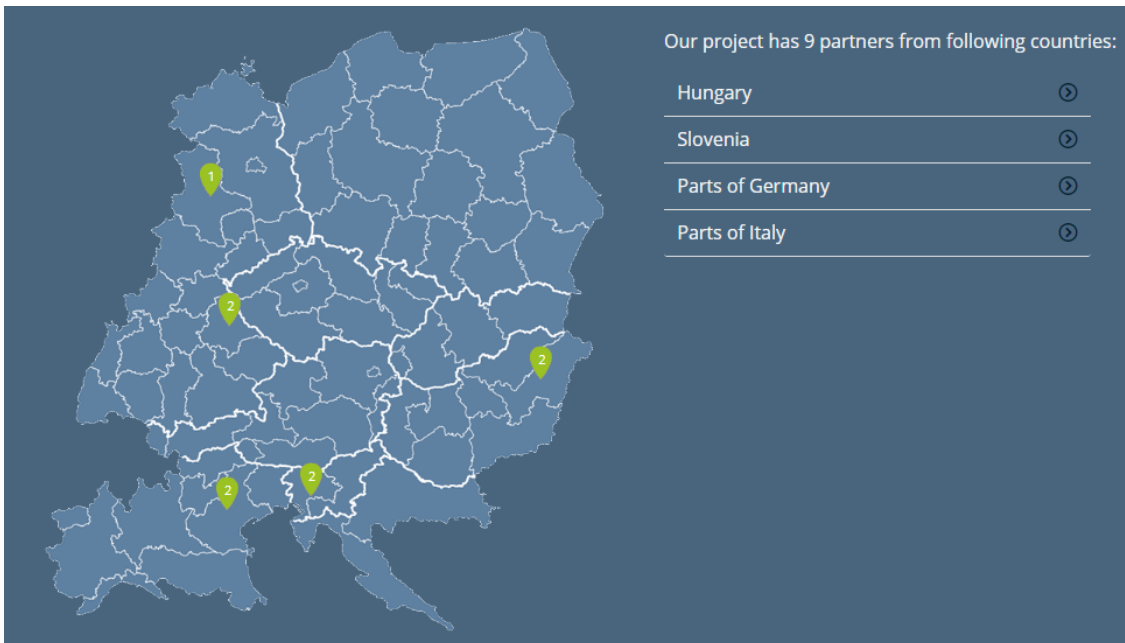 Our project has 9 partners from following countries:
Hungary
Slovenia
Parts of Germany
Parts of Italy
1
2
2
2
2